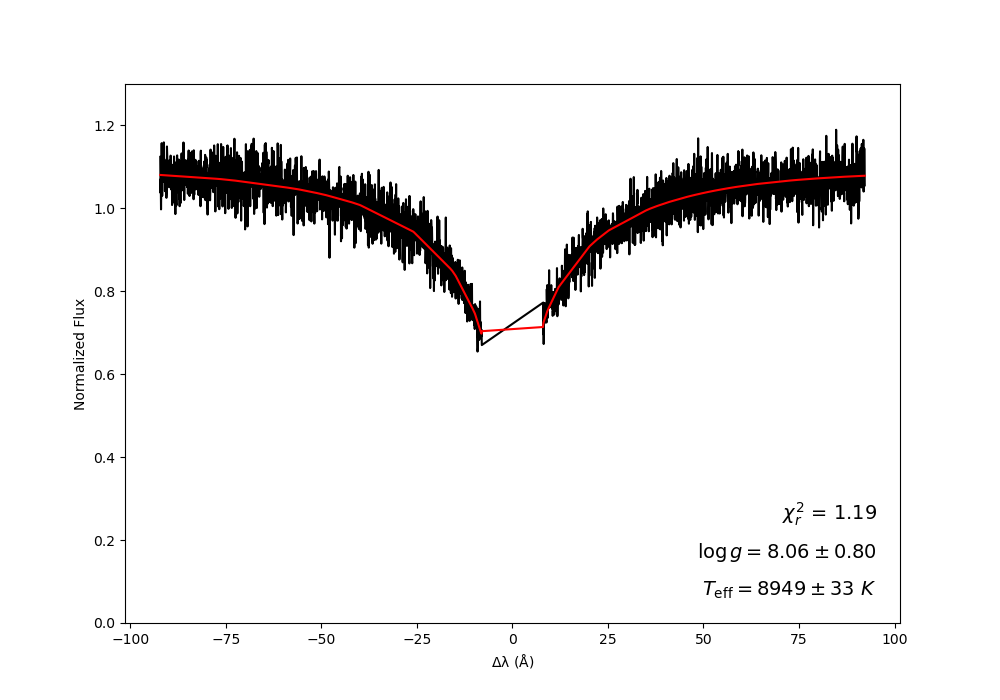 1.2
1.0
0.8
0.6
0.4
0.2
0.0
Normalized Flux
χ²ᵣ = 1.19
log g = 8.06 ± 0.80
T_eff = 8949 ± 33 K
−100 −75 −50 −25 0 25 50 75 100
Δλ (Å)